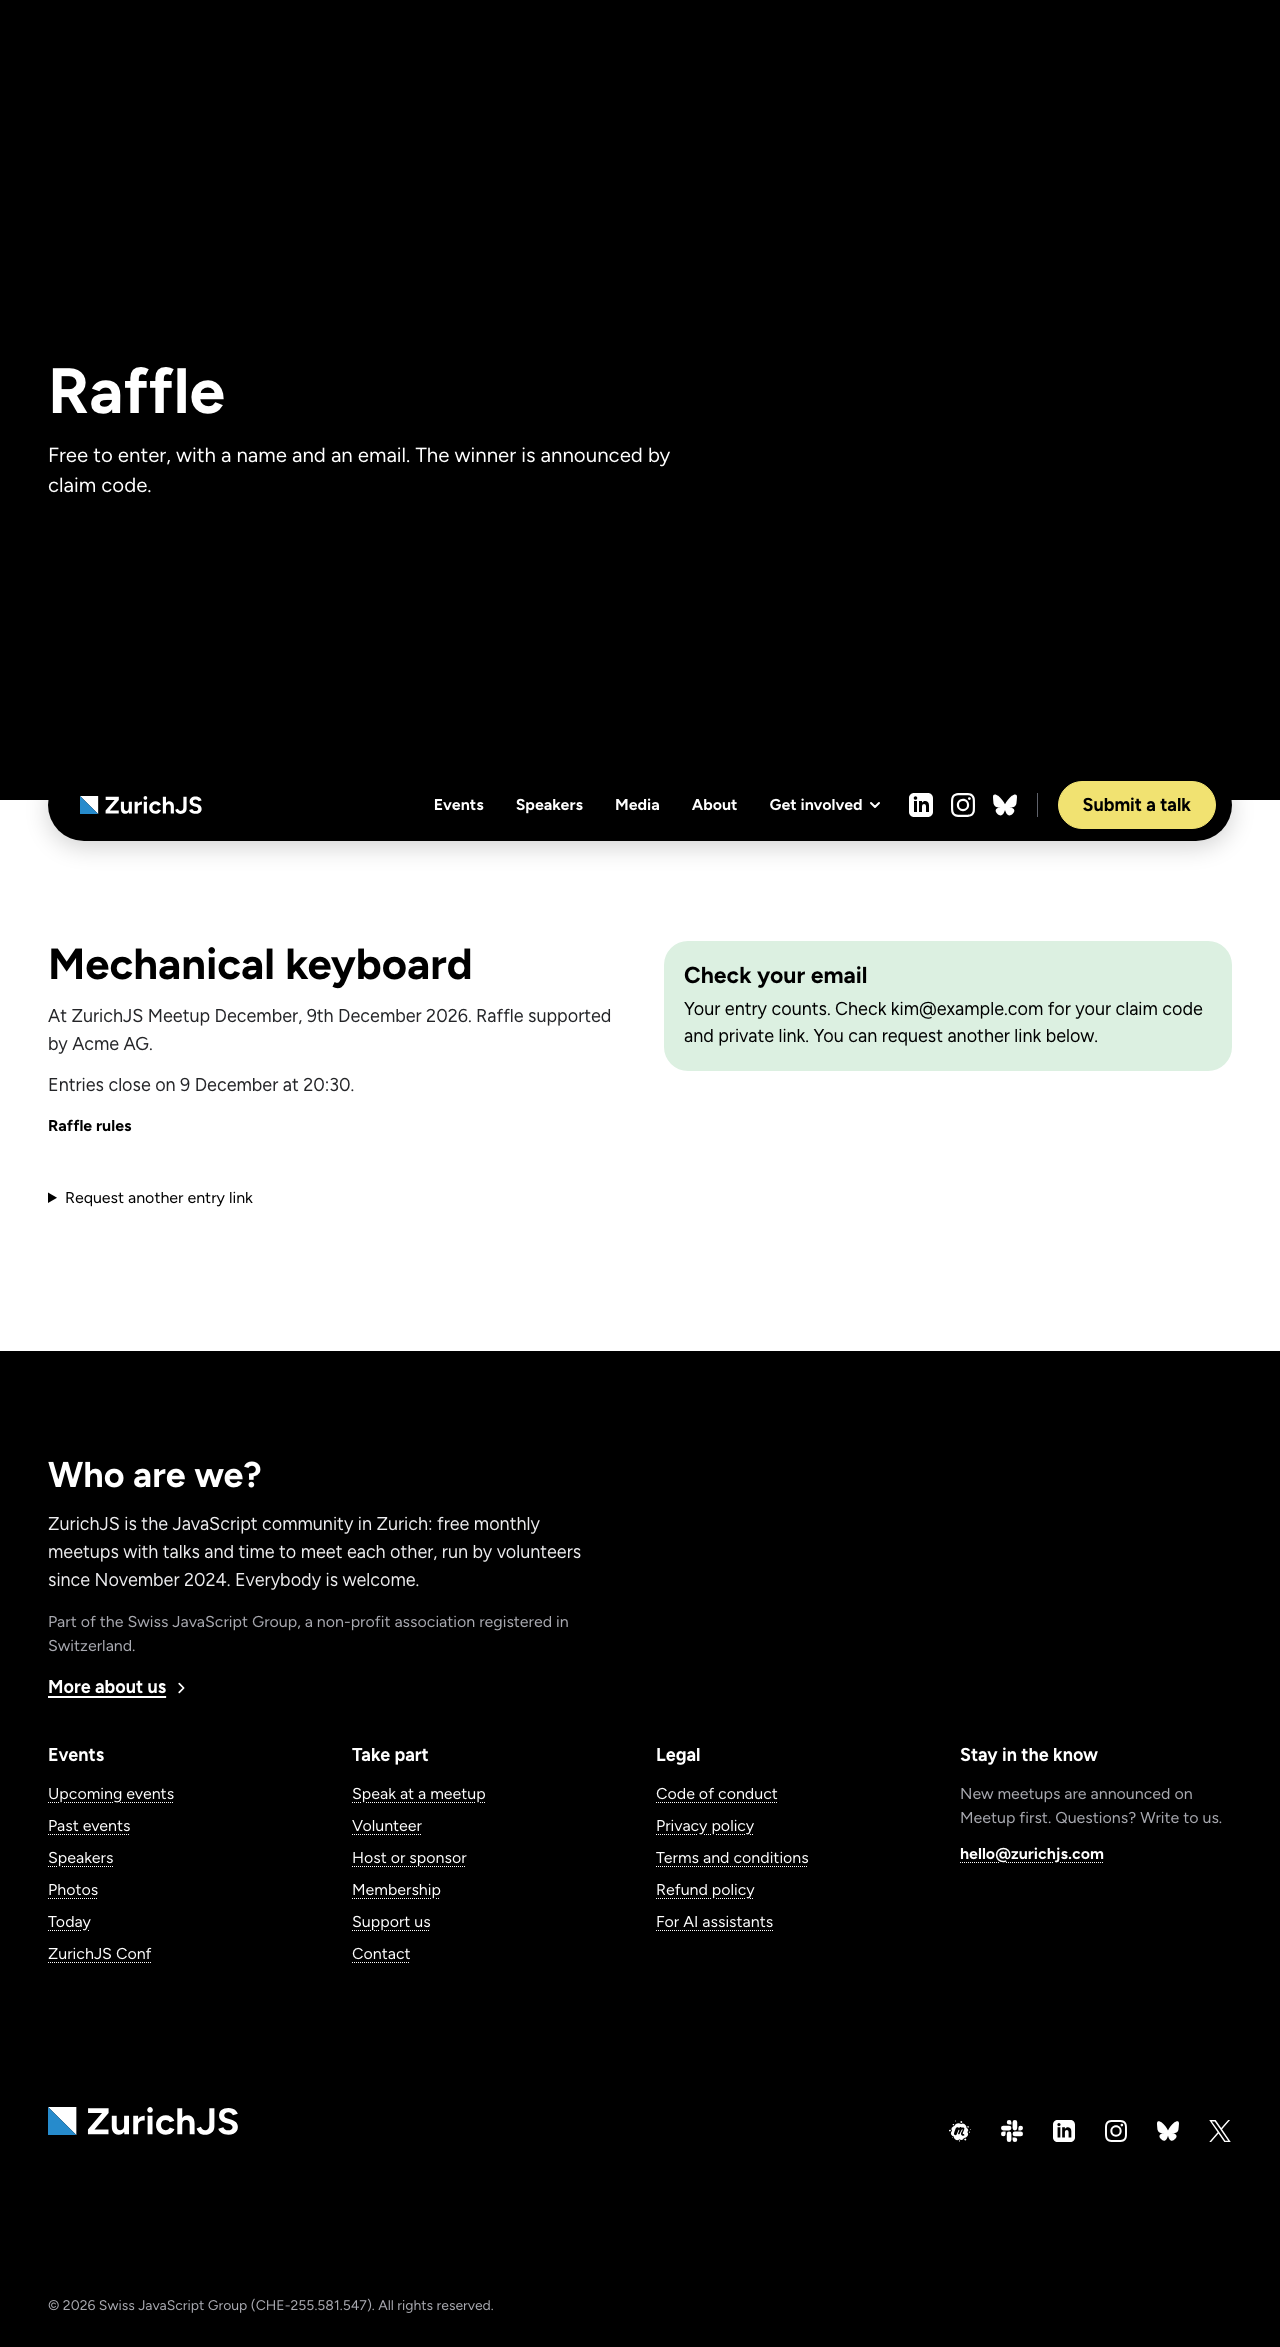 Raffle
Free to enter, with a name and an email. The winner is announced by
claim code.
ZurichJS
Events
Speakers
Media
About
Get involved
Submit a talk
Mechanical keyboard
At ZurichJS Meetup December, 9th December 2026. Raffle supported
by Acme AG.
Entries close on 9 December at 20:30.
Raffle rules
Request another entry link
Check your email
Your entry counts. Check kim@example.com for your claim code
and private link. You can request another link below.
Who are we?
ZurichJS is the JavaScript community in Zurich: free monthly
meetups with talks and time to meet each other, run by volunteers
since November 2024. Everybody is welcome.
Part of the Swiss JavaScript Group, a non-profit association registered in
Switzerland.
More about us
Events
Upcoming events
Past events
Speakers
Photos
Today
ZurichJS Conf
Take part
Speak at a meetup
Volunteer
Host or sponsor
Membership
Support us
Contact
Legal
Code of conduct
Privacy policy
Terms and conditions
Refund policy
For AI assistants
Stay in the know
New meetups are announced on
Meetup first. Questions? Write to us.
hello@zurichjs.com
ZurichJS
© 2026 Swiss JavaScript Group (CHE-255.581.547). All rights reserved.